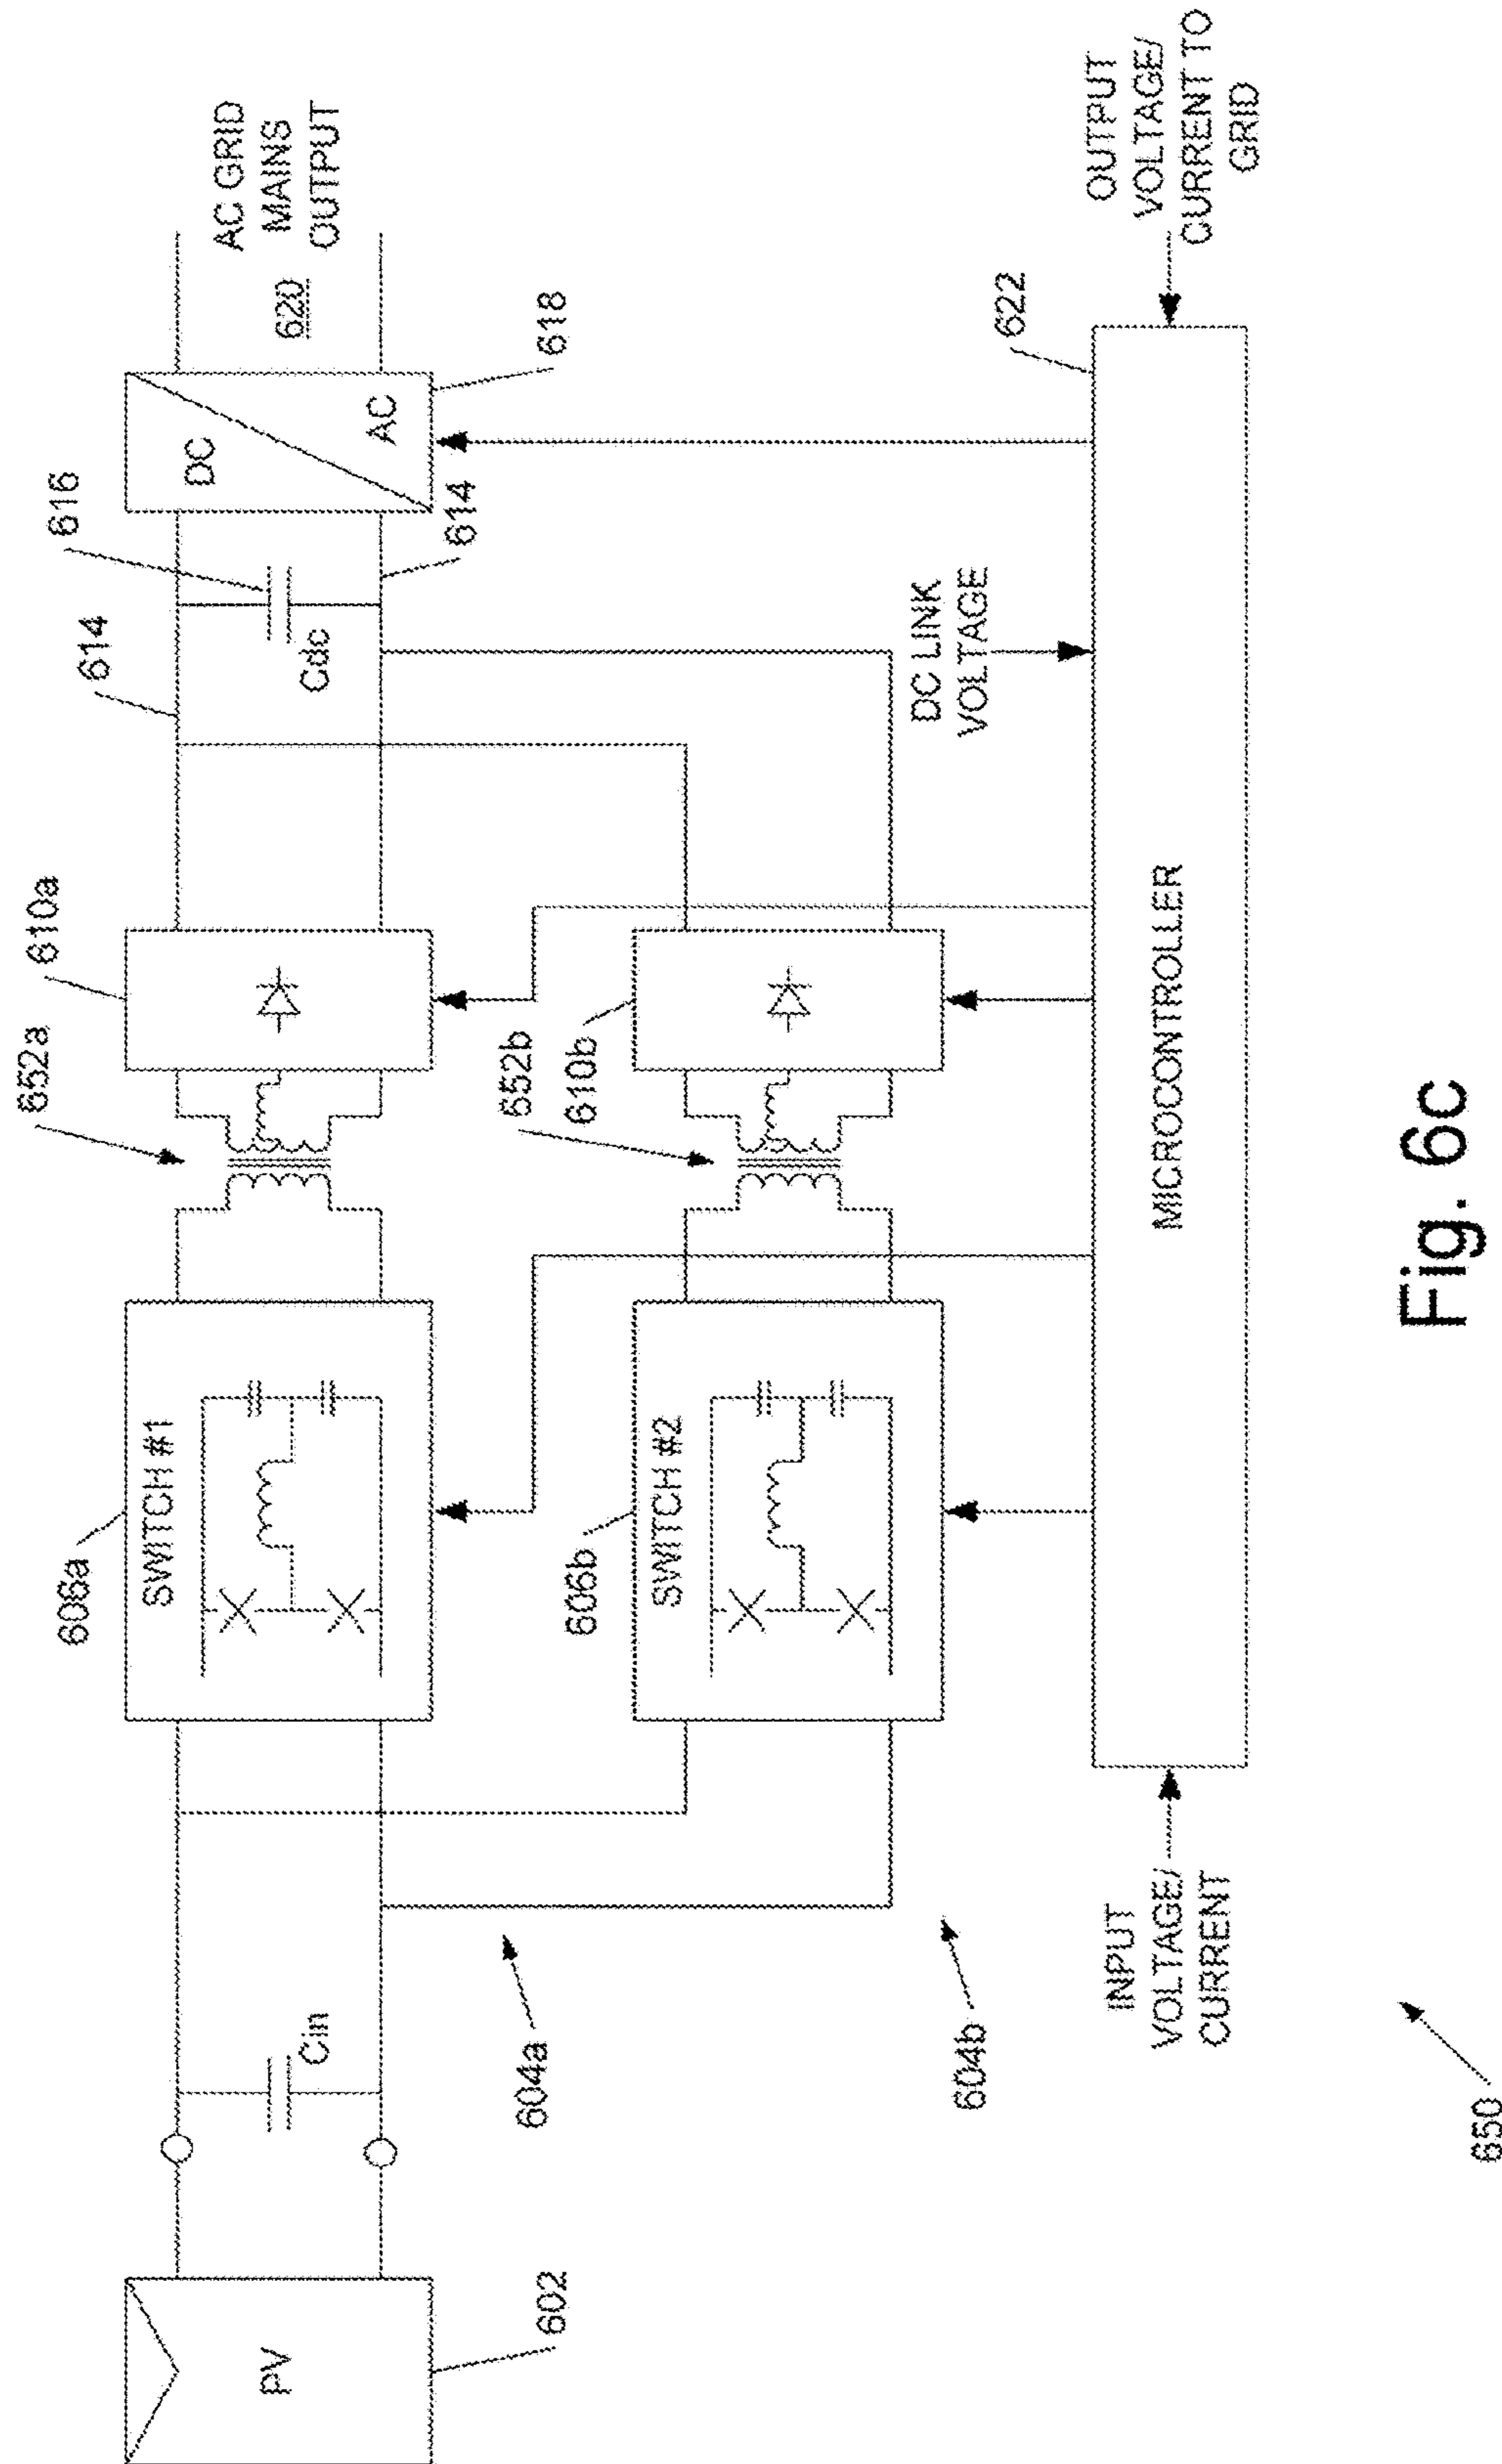 PV
602
Cin
604a
604b
606a
SWITCH #1
606b
SWITCH #2
652a
652b
610a
610b
614
616
Cdc
614
DC
AC
618
620
AC GRID
MAINS
OUTPUT
DC LINK
VOLTAGE
622
INPUT
VOLTAGE/
CURRENT
MICROCONTROLLER
OUTPUT
VOLTAGE/
CURRENT TO
GRID
650
Fig. 6c